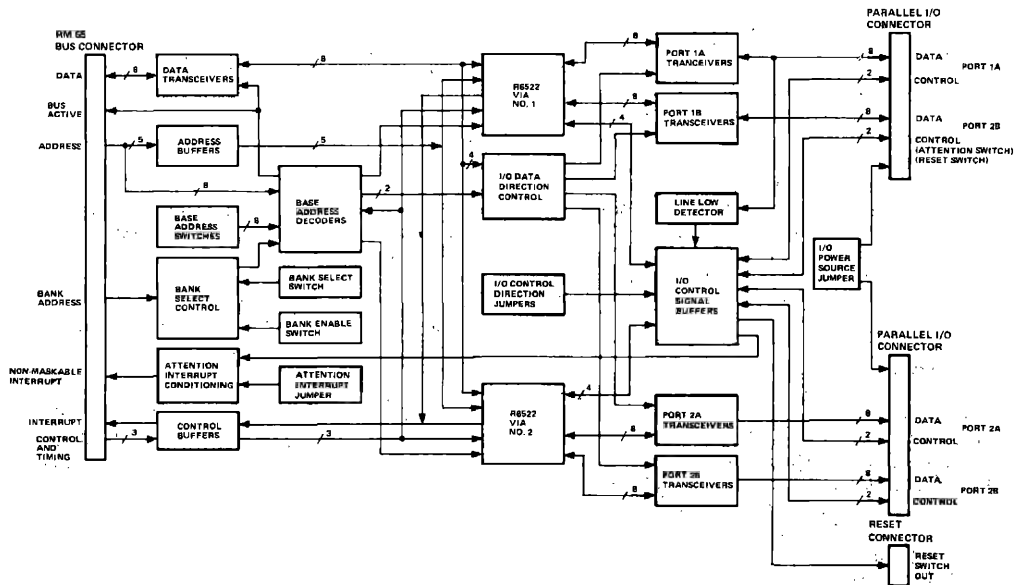 RM 65
BUS CONNECTOR
DATA
8
DATA
TRANSCEIVERS
8
BUS
ACTIVE
ADDRESS
5
ADDRESS
BUFFERS
5
8
BASE
ADDRESS
SWITCHES
8
BASE
ADDRESS
DECODERS
2
BANK
ADDRESS
BANK
SELECT
CONTROL
BANK SELECT
SWITCH
BANK ENABLE
SWITCH
NON-MASKABLE
INTERRUPT
ATTENTION
INTERRUPT
CONDITIONING
ATTENTION
INTERRUPT
JUMPER
INTERRUPT
CONTROL
AND
TIMING
3
CONTROL
BUFFERS
3
R6522
VIA
NO. 1
8
8
4
4
I/O DATA
DIRECTION
CONTROL
I/O CONTROL
DIRECTION
JUMPERS
R6522
VIA
NO. 2
4
8
8
PORT 1A
TRANCEIVERS
PORT 1B
TRANSCEIVERS
LINE LOW
DETECTOR
I/O
CONTROL
SIGNAL
BUFFERS
PORT 2A
TRANSCEIVERS
PORT 2B
TRANSCEIVERS
PARALLEL I/O
CONNECTOR
8
DATA
PORT 1A
2
CONTROL
8
DATA
PORT 2B
2
CONTROL
(ATTENTION SWITCH)
(RESET SWITCH)
I/O
POWER
SOURCE
JUMPER
PARALLEL I/O
CONNECTOR
8
DATA
PORT 2A
2
CONTROL
8
DATA
PORT 2B
2
CONTROL
RESET
CONNECTOR
RESET
SWITCH
OUT